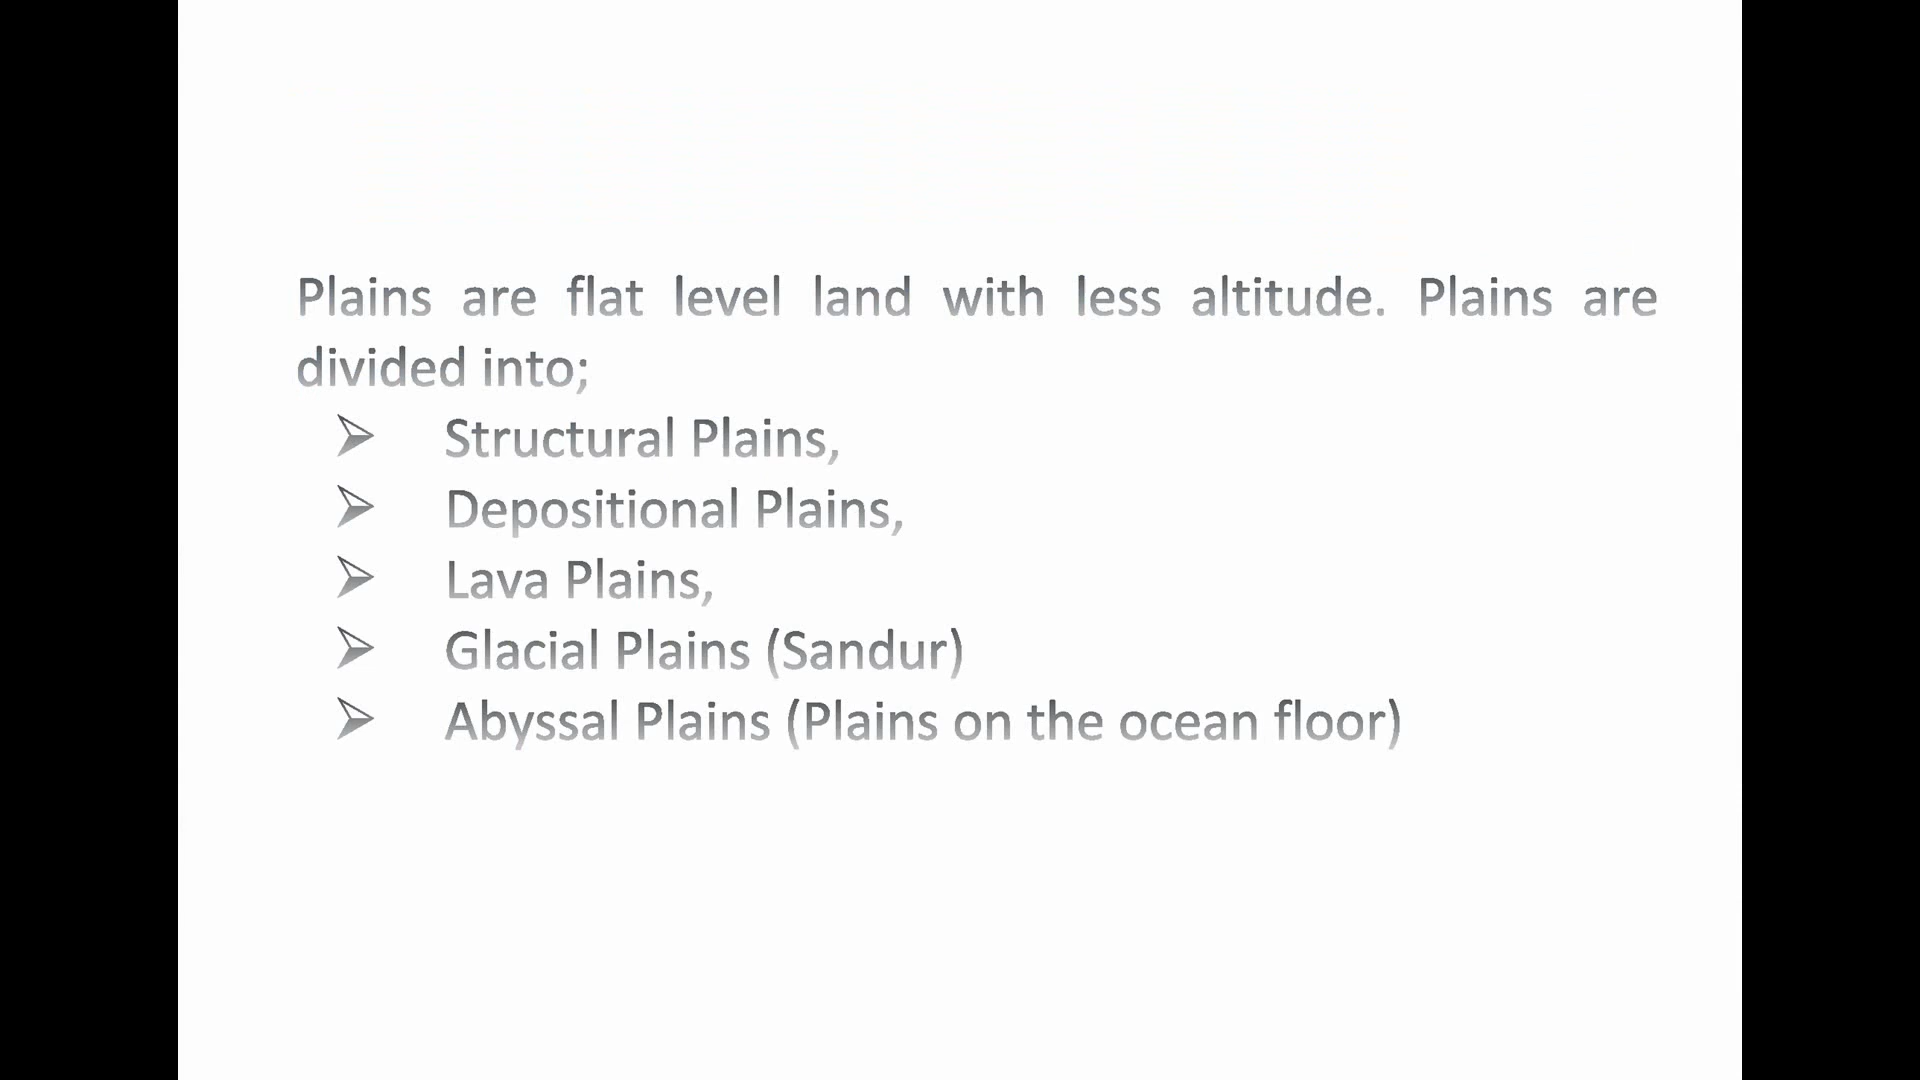 Plains are flat level land with less altitude. Plains are
divided into;
➢ Structural Plains,
➢ Depositional Plains,
➢ Lava Plains,
➢ Glacial Plains (Sandur)
➢ Abyssal Plains (Plains on the ocean floor)